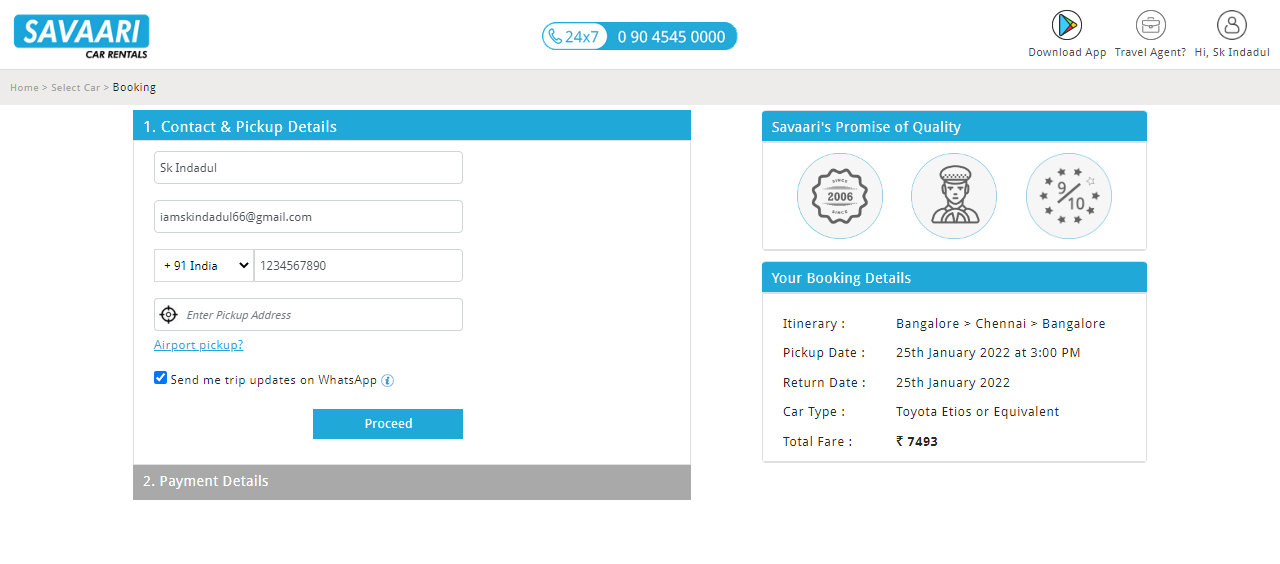 SAVAARI
CAR RENTALS
24x7 0 90 4545 0000
Download App Travel Agent? Hi, Sk Indadul
Home > Select Car > Booking
1. Contact & Pickup Details
Sk Indadul
iamskindadul66@gmail.com
+ 91 India 1234567890
Enter Pickup Address
Airport pickup?
Send me trip updates on WhatsApp i
Proceed
2. Payment Details
Savaari's Promise of Quality
SINCE
2006
SINCE
9/10
Your Booking Details
Itinerary : Bangalore > Chennai > Bangalore
Pickup Date : 25th January 2022 at 3:00 PM
Return Date : 25th January 2022
Car Type : Toyota Etios or Equivalent
Total Fare : ₹ 7493